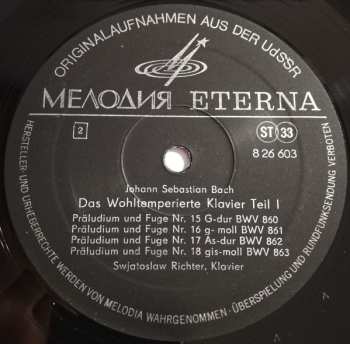 ORIGINALAUFNAHMEN AUS DER UdSSR
МЕЛОДИЯ ETERNA
2
ST 33
8 26 603
Johann Sebastian Bach
Das Wohltemperierte Klavier Teil I
Präludium und Fuge Nr. 15 G-dur BWV 860
Präludium und Fuge Nr. 16 g-moll BWV 861
Präludium und Fuge Nr. 17 As-dur BWV 862
Präludium und Fuge Nr. 18 gis-moll BWV 863
Swjatoslaw Richter, Klavier
HERSTELLER- UND URHEBERRECHTE WERDEN VON MELODIA WAHRGENOMMEN · ÜBERSPIELUNG UND RUNDFUNKSENDUNG VERBOTEN